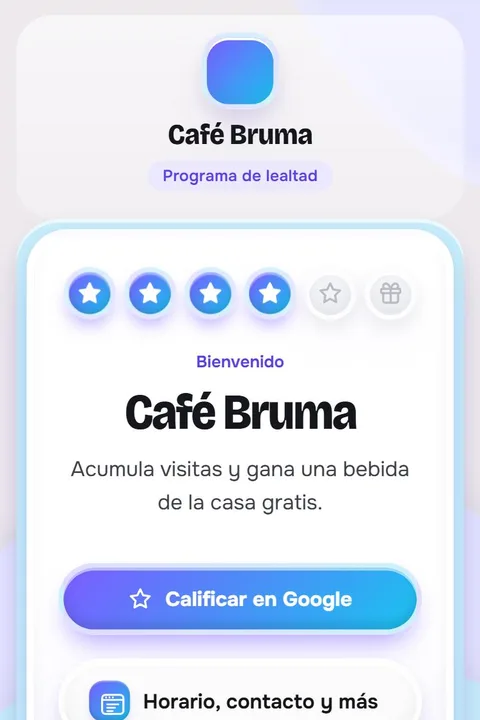 Café Bruma
Programa de lealtad
Bienvenido
Café Bruma
Acumula visitas y gana una bebida
de la casa gratis.
Calificar en Google
Horario, contacto y más